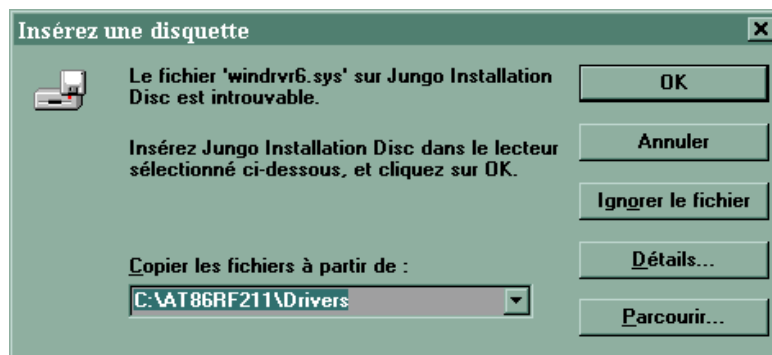 Insérez une disquette
Le fichier 'windrvr6.sys' sur Jungo Installation
Disc est introuvable.
Insérez Jungo Installation Disc dans le lecteur
sélectionné ci-dessous, et cliquez sur OK.
Copier les fichiers à partir de :
C:\AT86RF211\Drivers
OK
Annuler
Ignorer le fichier
Détails...
Parcourir...